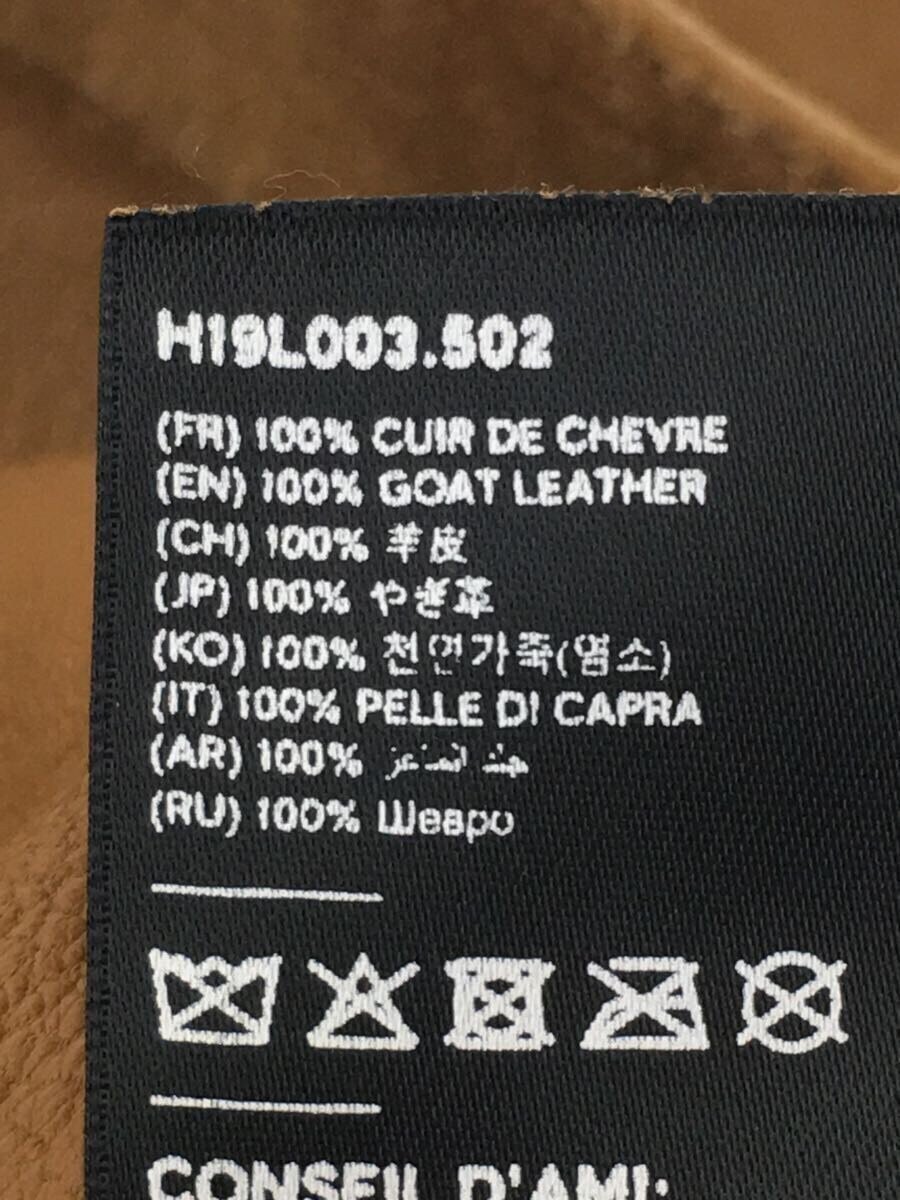 H19L003.502
(FR) 100% CUIR DE CHEVRE
(EN) 100% GOAT LEATHER
(CH) 100% 羊皮
(JP) 100% やぎ革
(KO) 100% 천연가죽(염소)
(IT) 100% PELLE DI CAPRA
(AR) 100% جلد الماعز
(RU) 100% Шевро
CONSEIL D'AMI: